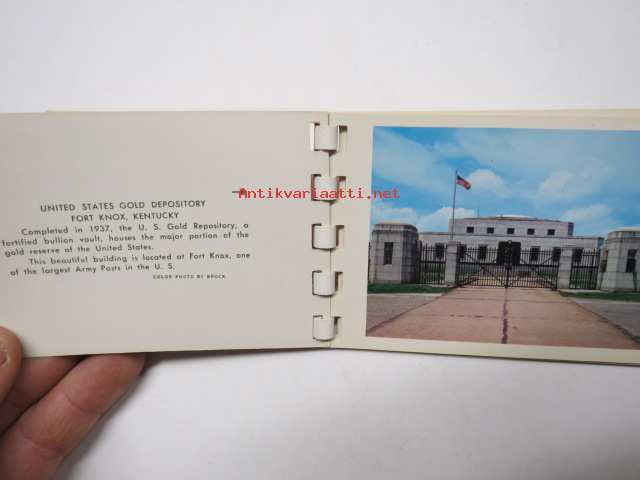 UNITED STATES GOLD DEPOSITORY
FORT KNOX, KENTUCKY
Completed in 1937, the U. S. Gold Repository, a
fortified bullion vault, houses the major portion of the
gold reserve of the United States.
This beautiful building is located at Fort Knox, one
of the largest Army Posts in the U. S.
COLOR PHOTO BY BROCK
Antikvariaatti.net